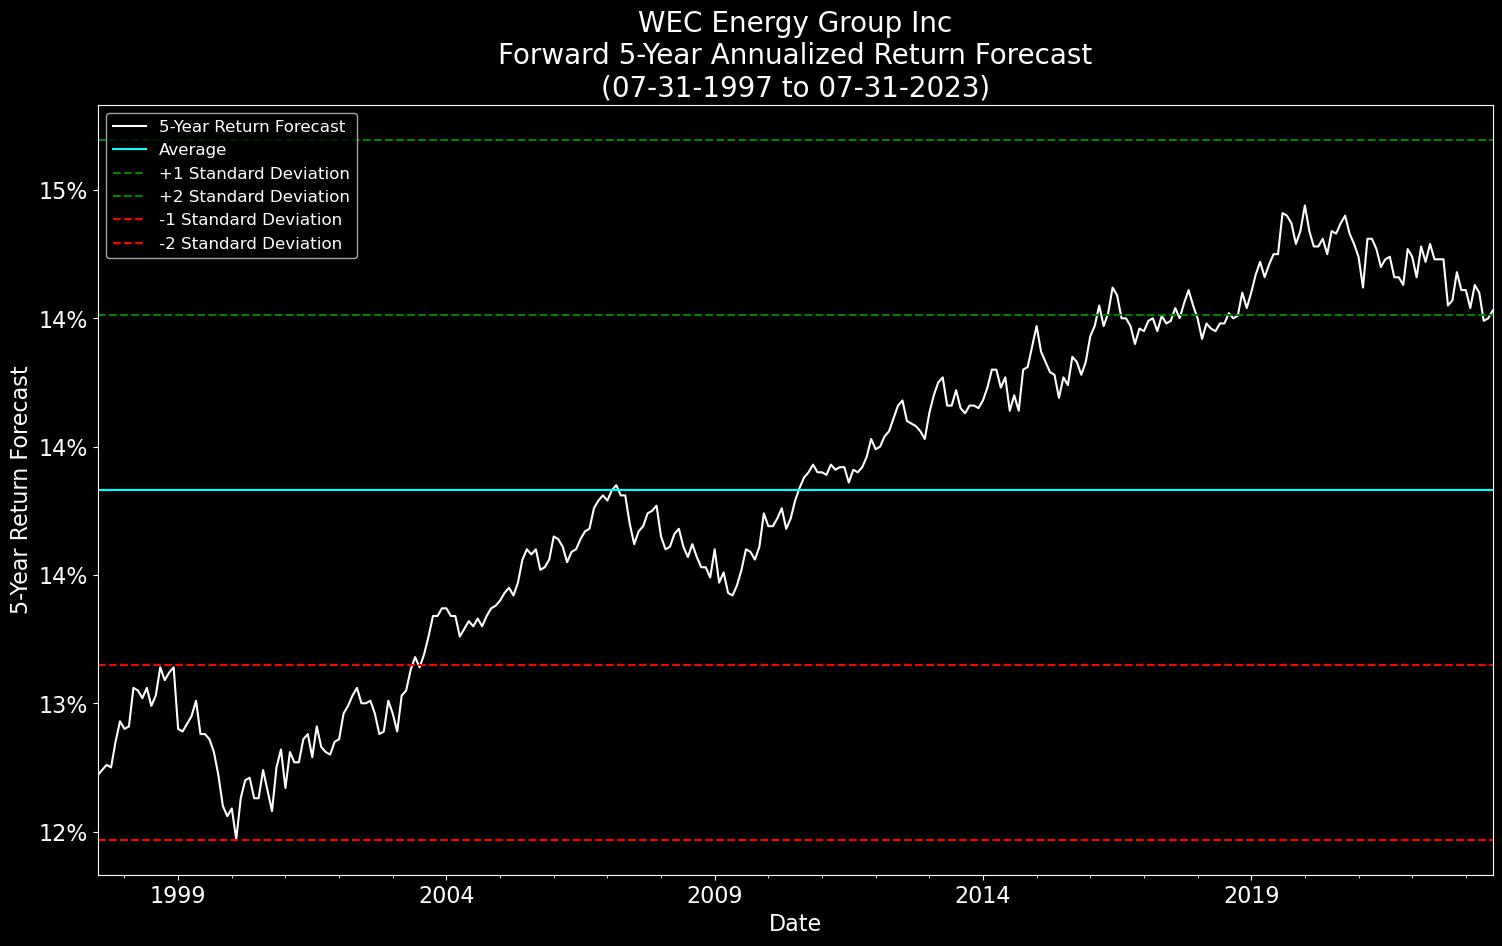 WEC Energy Group Inc
Forward 5-Year Annualized Return Forecast
(07-31-1997 to 07-31-2023)
5-Year Return Forecast
Average
+1 Standard Deviation
+2 Standard Deviation
-1 Standard Deviation
-2 Standard Deviation
15%
14%
14%
14%
13%
12%
5-Year Return Forecast
1999
2004
2009
2014
2019
Date